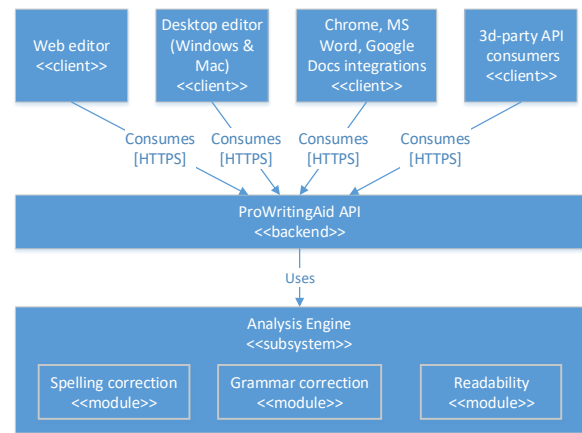 Web editor
<<client>>
Desktop editor
(Windows &
Mac)
<<client>>
Chrome, MS
Word, Google
Docs integrations
<<client>>
3d-party API
consumers
<<client>>
Consumes
[HTTPS]
Consumes
[HTTPS]
Consumes
[HTTPS]
Consumes
[HTTPS]
ProWritingAid API
<<backend>>
Uses
Analysis Engine
<<subsystem>>
Spelling correction
<<module>>
Grammar correction
<<module>>
Readability
<<module>>